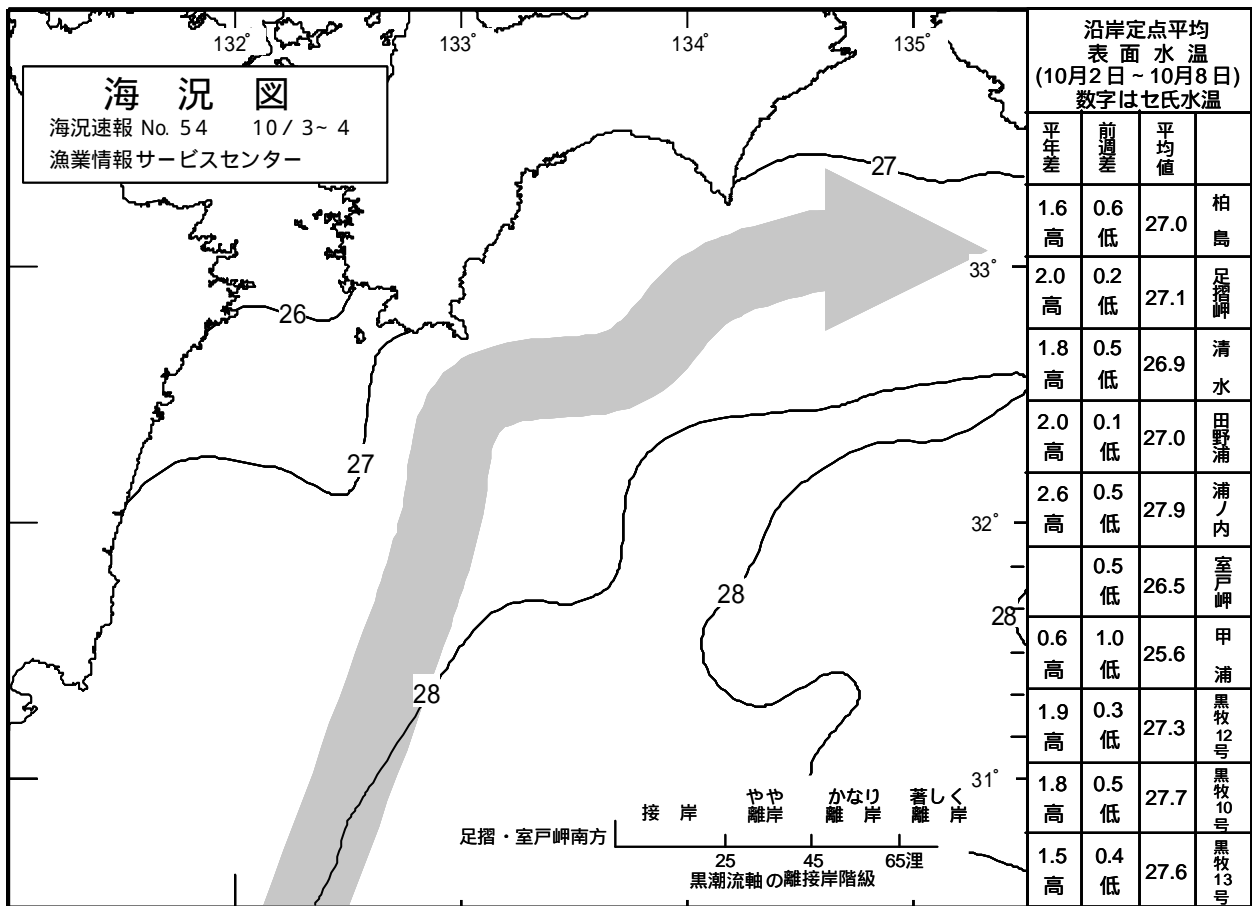 132°
133°
134°
135°
海 況 図
海況速報 No. 54 10/3~4
漁業情報サービスセンター
27
26
33°
27
32°
28
28
28
31°
接 岸
やや離岸
かなり離 岸
著しく離 岸
足摺・室戸岬南方
25 45 65浬
黒潮流軸の離接岸階級
沿岸定点平均
表 面 水 温
(10月2日~10月8日)
数字はセ氏水温
平年差 前週差 平均値
1.6高 0.6低 27.0 柏島
2.0高 0.2低 27.1 足摺岬
1.8高 0.5低 26.9 清水
2.0高 0.1低 27.0 田野浦
2.6高 0.5低 27.9 浦ノ内
0.5低 26.5 室戸岬
0.6高 1.0低 25.6 甲浦
1.9高 0.3低 27.3 黒牧12号
1.8高 0.5低 27.7 黒牧10号
1.5高 0.4低 27.6 黒牧13号